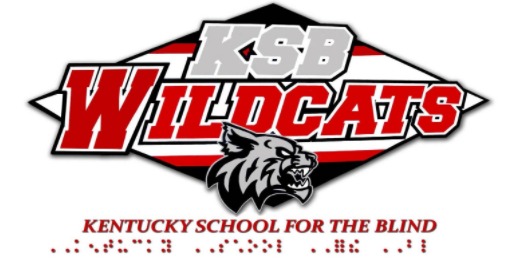 KSB
WILDCATS
KENTUCKY SCHOOL FOR THE BLIND